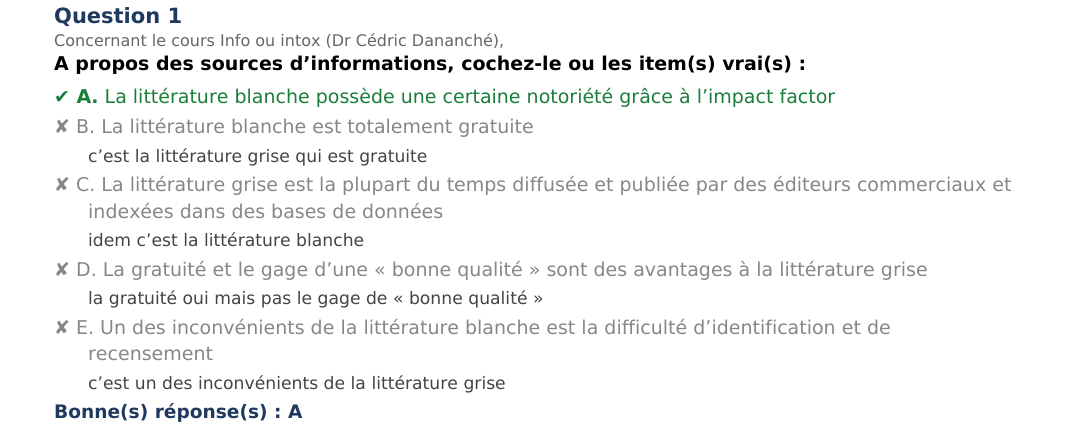 Question 1
Concernant le cours Info ou intox (Dr Cédric Dananché),
A propos des sources d’informations, cochez-le ou les item(s) vrai(s) :
✔ A. La littérature blanche possède une certaine notoriété grâce à l’impact factor
✘ B. La littérature blanche est totalement gratuite
c’est la littérature grise qui est gratuite
✘ C. La littérature grise est la plupart du temps diffusée et publiée par des éditeurs commerciaux et
indexées dans des bases de données
idem c’est la littérature blanche
✘ D. La gratuité et le gage d’une « bonne qualité » sont des avantages à la littérature grise
la gratuité oui mais pas le gage de « bonne qualité »
✘ E. Un des inconvénients de la littérature blanche est la difficulté d’identification et de
recensement
c’est un des inconvénients de la littérature grise
Bonne(s) réponse(s) : A